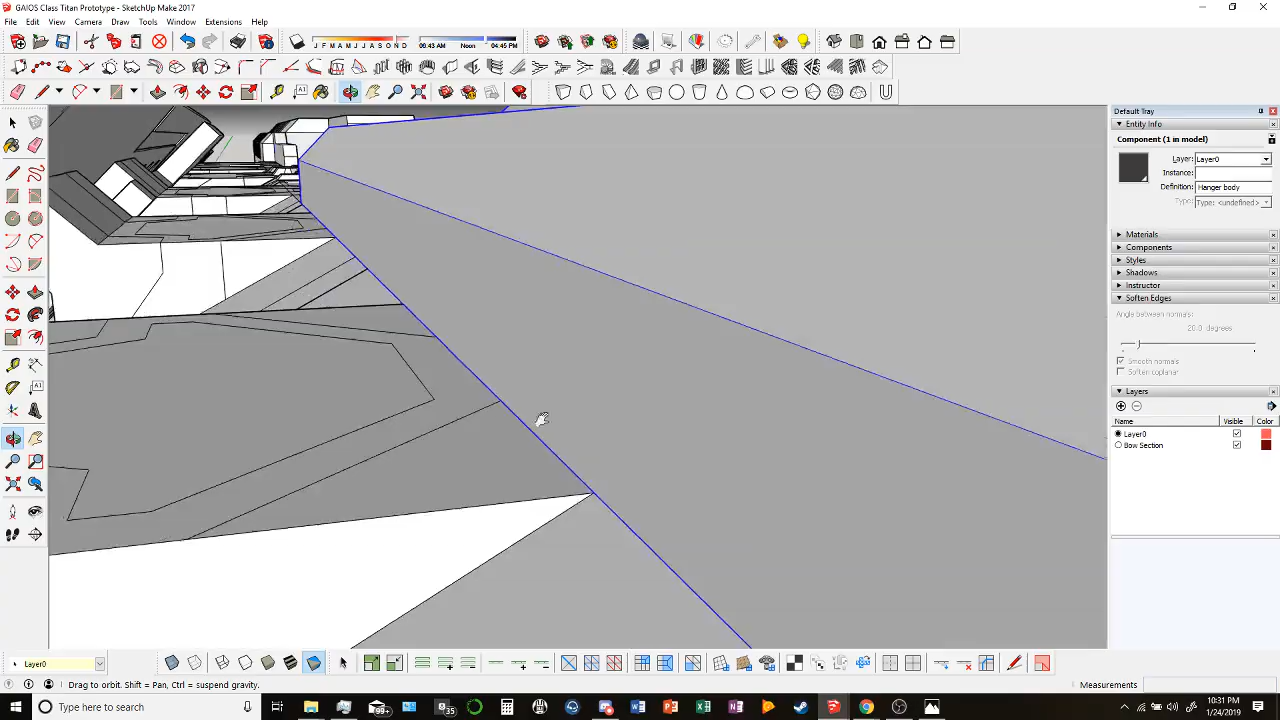 GAIOS Class Titan Prototype - SketchUp Make 2017
File Edit View Camera Draw Tools Window Extensions Help
J F M A M J J A S O N D 06:43 AM Noon 04:45 PM
Default Tray
Entity Info
Component (1 in model)
Layer: Layer0
Instance:
Definition: Hanger body
Type: Type: <undefined>
Materials
Components
Styles
Shadows
Instructor
Soften Edges
Angle between normals:
20.0 degrees
Smooth normals
Soften coplanar
Layers
Name Visible Color
Layer0
Bow Section
Layer0
Drag to orbit. Shift = Pan, Ctrl = suspend gravity.
Measurements
Type here to search
99+
35
10:31 PM
1/24/2019